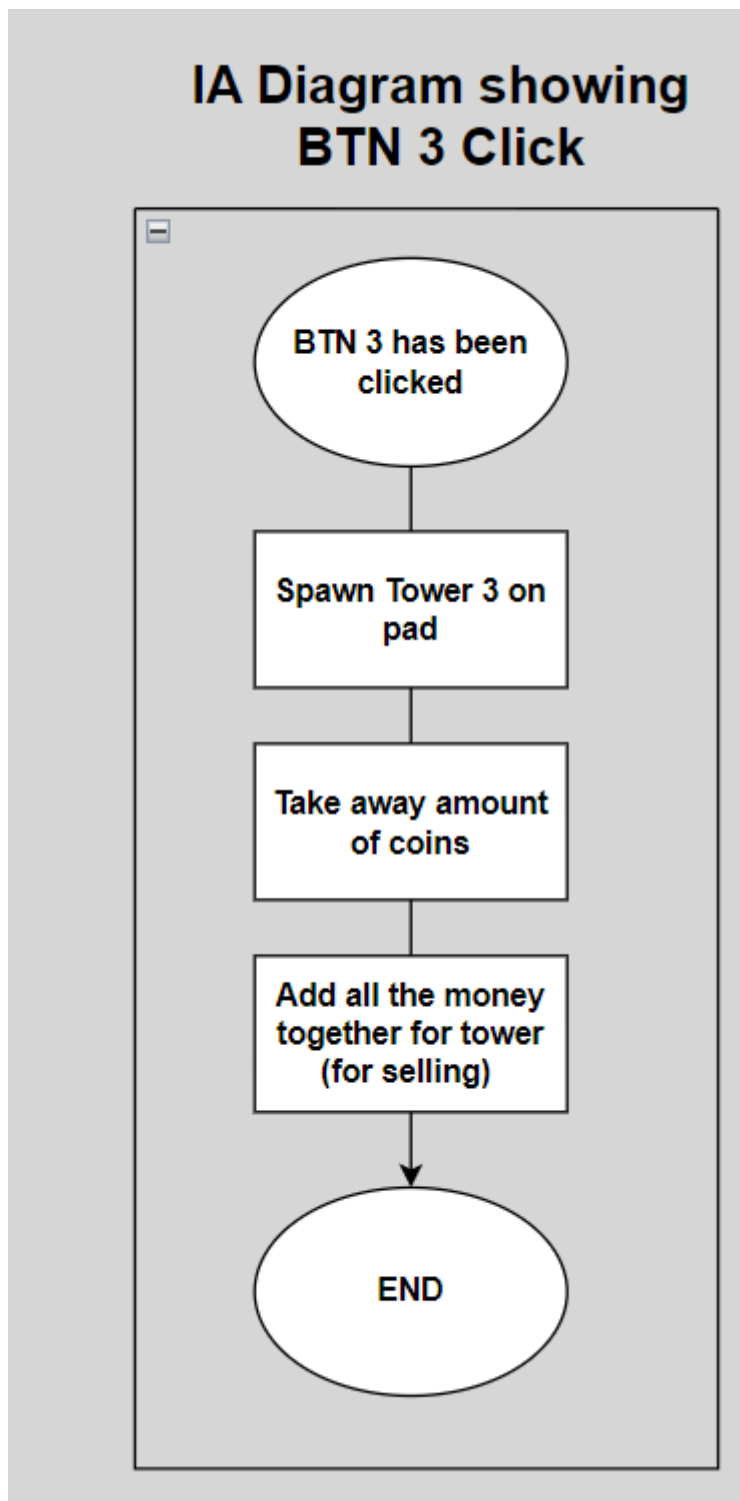 IA Diagram showing
BTN 3 Click
BTN 3 has been
clicked
Spawn Tower 3 on
pad
Take away amount
of coins
Add all the money
together for tower
(for selling)
END